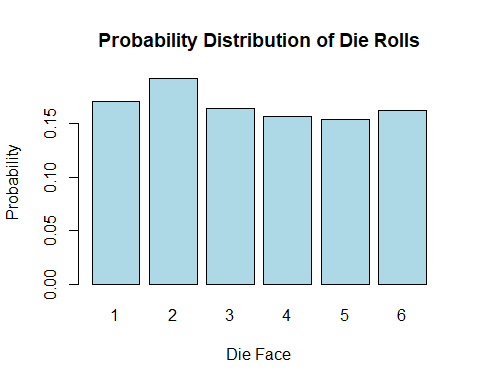 Probability Distribution of Die Rolls
Probability
0.15
0.10
0.05
0.00
1 2 3 4 5 6
Die Face